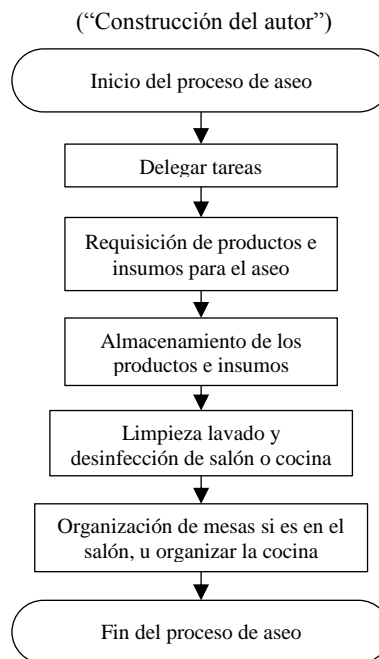 (“Construcción del autor”)
Inicio del proceso de aseo
Delegar tareas
Requisición de productos e
insumos para el aseo
Almacenamiento de los
productos e insumos
Limpieza lavado y
desinfección de salón o cocina
Organización de mesas si es en el
salón, u organizar la cocina
Fin del proceso de aseo